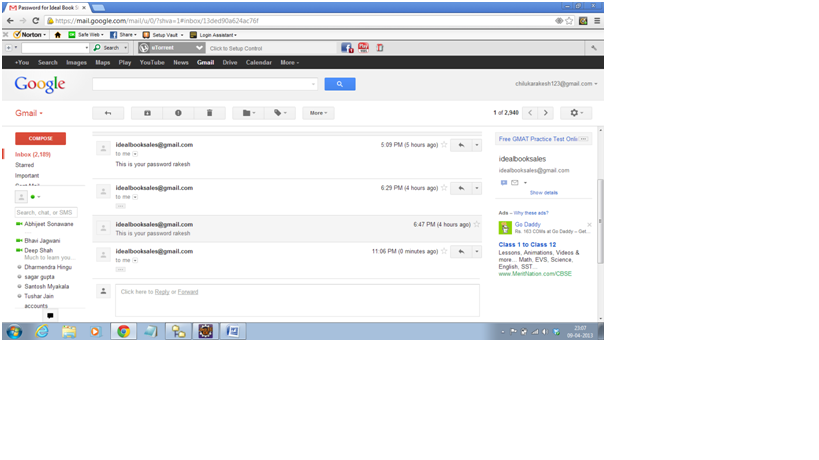 Password for Ideal Book S
https://mail.google.com/mail/u/0/?shva=1#inbox/13ded90a624ac76f
Norton
Safe Web
Share
Setup Vault
Login Assistant
Search
uTorrent
Click to Setup Control
+You Search Images Maps Play YouTube News Gmail Drive Calendar More
Google
chilukarakesh123@gmail.com
Gmail
More
1 of 2,940
COMPOSE
Inbox (2,189)
Starred
Important
Sent Mail
Search, chat, or SMS
Abhijeet Sonawane
Bhavi Jagwani
Deep Shah
Much to learn you...
Dharmendra Hingu
sagar gupta
Santosh Myakala
Tushar Jain
accounts
idealbooksales@gmail.com 5:09 PM (5 hours ago)
to me
This is your password rakesh
idealbooksales@gmail.com 6:29 PM (4 hours ago)
to me
idealbooksales@gmail.com 6:47 PM (4 hours ago)
This is your password rakesh
idealbooksales@gmail.com 11:06 PM (0 minutes ago)
to me
Click here to Reply or Forward
Free GMAT Practice Test Onli
idealbooksales
idealbooksales@gmail.com
Show details
Ads – Why these ads?
Go Daddy
Rs. 163 COMs at Go Daddy – Get...
Class 1 to Class 12
Lessons, Animations, Videos &
more... Math, EVS, Science,
English, SST...
www.MeritNation.com/CBSE
23:07
08-04-2013